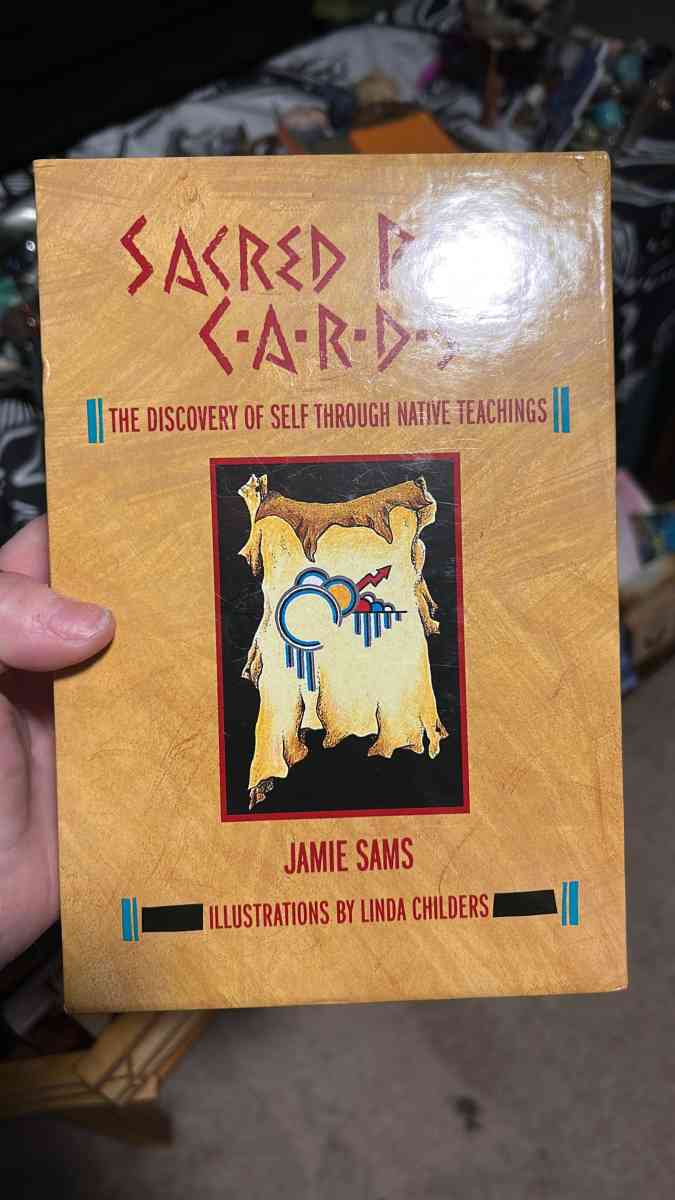 SACRED
C·A·R·D·S
THE DISCOVERY OF SELF THROUGH NATIVE TEACHINGS
JAMIE SAMS
ILLUSTRATIONS BY LINDA CHILDERS